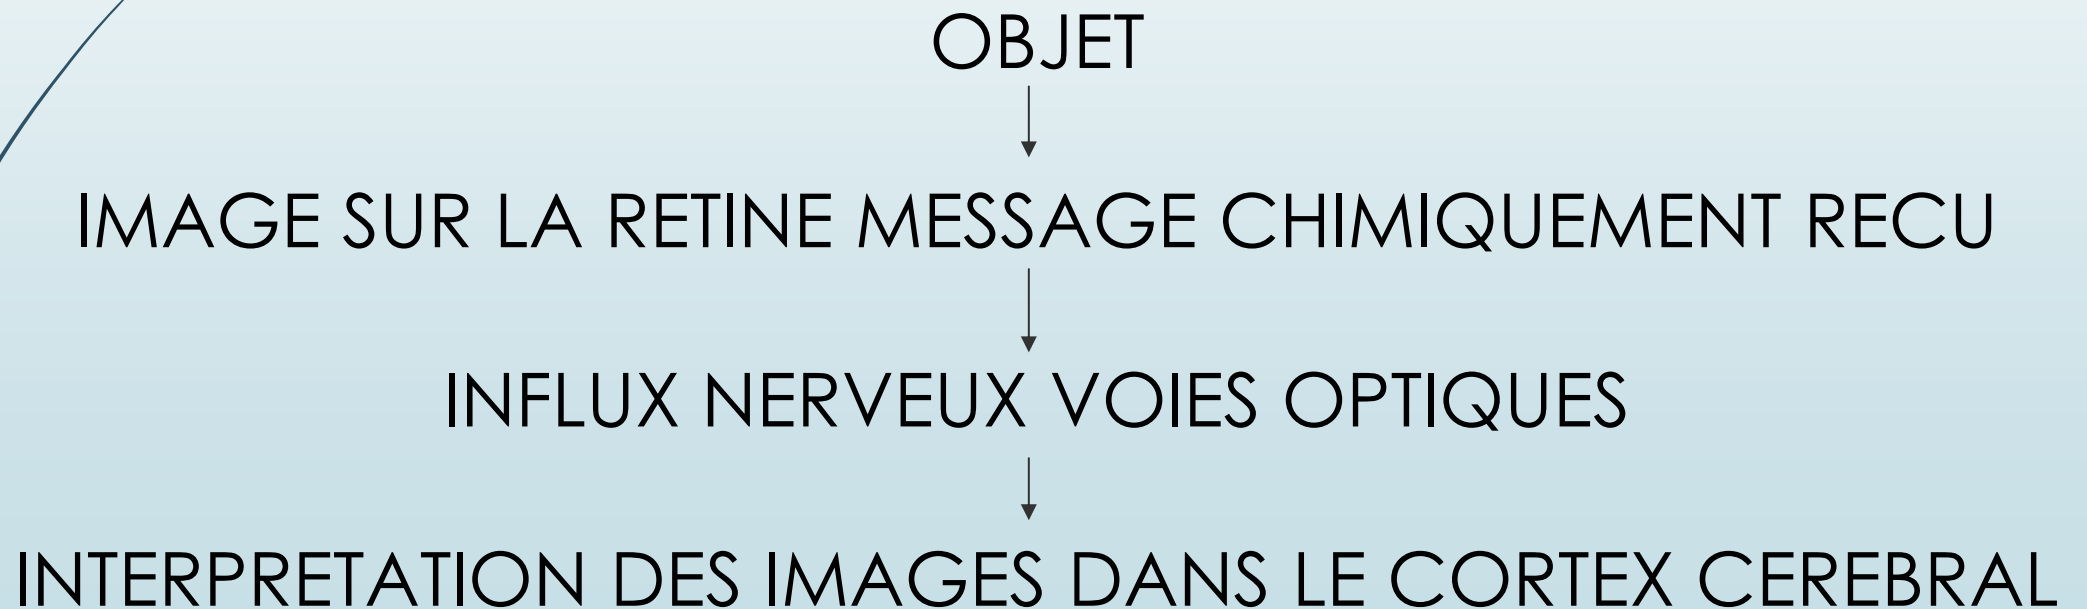 OBJET
IMAGE SUR LA RETINE MESSAGE CHIMIQUEMENT RECU
INFLUX NERVEUX VOIES OPTIQUES
INTERPRETATION DES IMAGES DANS LE CORTEX CEREBRAL